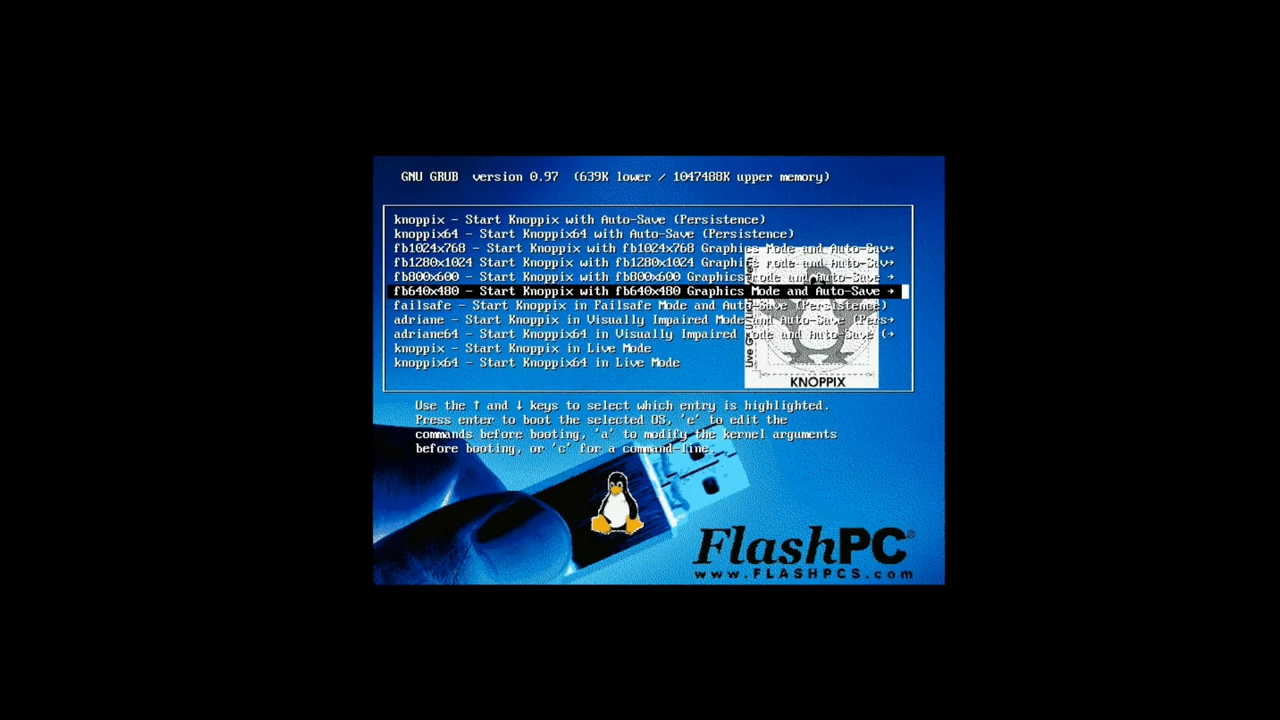 GNU GRUB version 0.97 (639K lower / 1047488K upper memory)
knoppix - Start Knoppix with Auto-Save (Persistence)
knoppix64 - Start Knoppix64 with Auto-Save (Persistence)
fb1024x768 - Start Knoppix with fb1024x768 Graphics Mode and Auto-Sav→
fb1280x1024 - Start Knoppix with fb1280x1024 Graphics mode and Auto-Sa→
fb800x600 - Start Knoppix with fb800x600 Graphics mode and Auto-Save →
fb640x480 - Start Knoppix with fb640x480 Graphics Mode and Auto-Save →
failsafe - Start Knoppix in Failsafe Mode and Auto-Save (Persistence)
adriane - Start Knoppix in Visually Impaired Mode and Auto-Save (Pers→
adriane64 - Start Knoppix64 in Visually Impaired Mode and Auto-Save (→
knoppix - Start Knoppix in Live Mode
knoppix64 - Start Knoppix64 in Live Mode
KNOPPIX
Use the ↑ and ↓ keys to select which entry is highlighted.
Press enter to boot the selected OS, 'e' to edit the
commands before booting, 'a' to modify the kernel arguments
before booting, or 'c' for a command-line.
FlashPC®
www.FLASHPCS.com